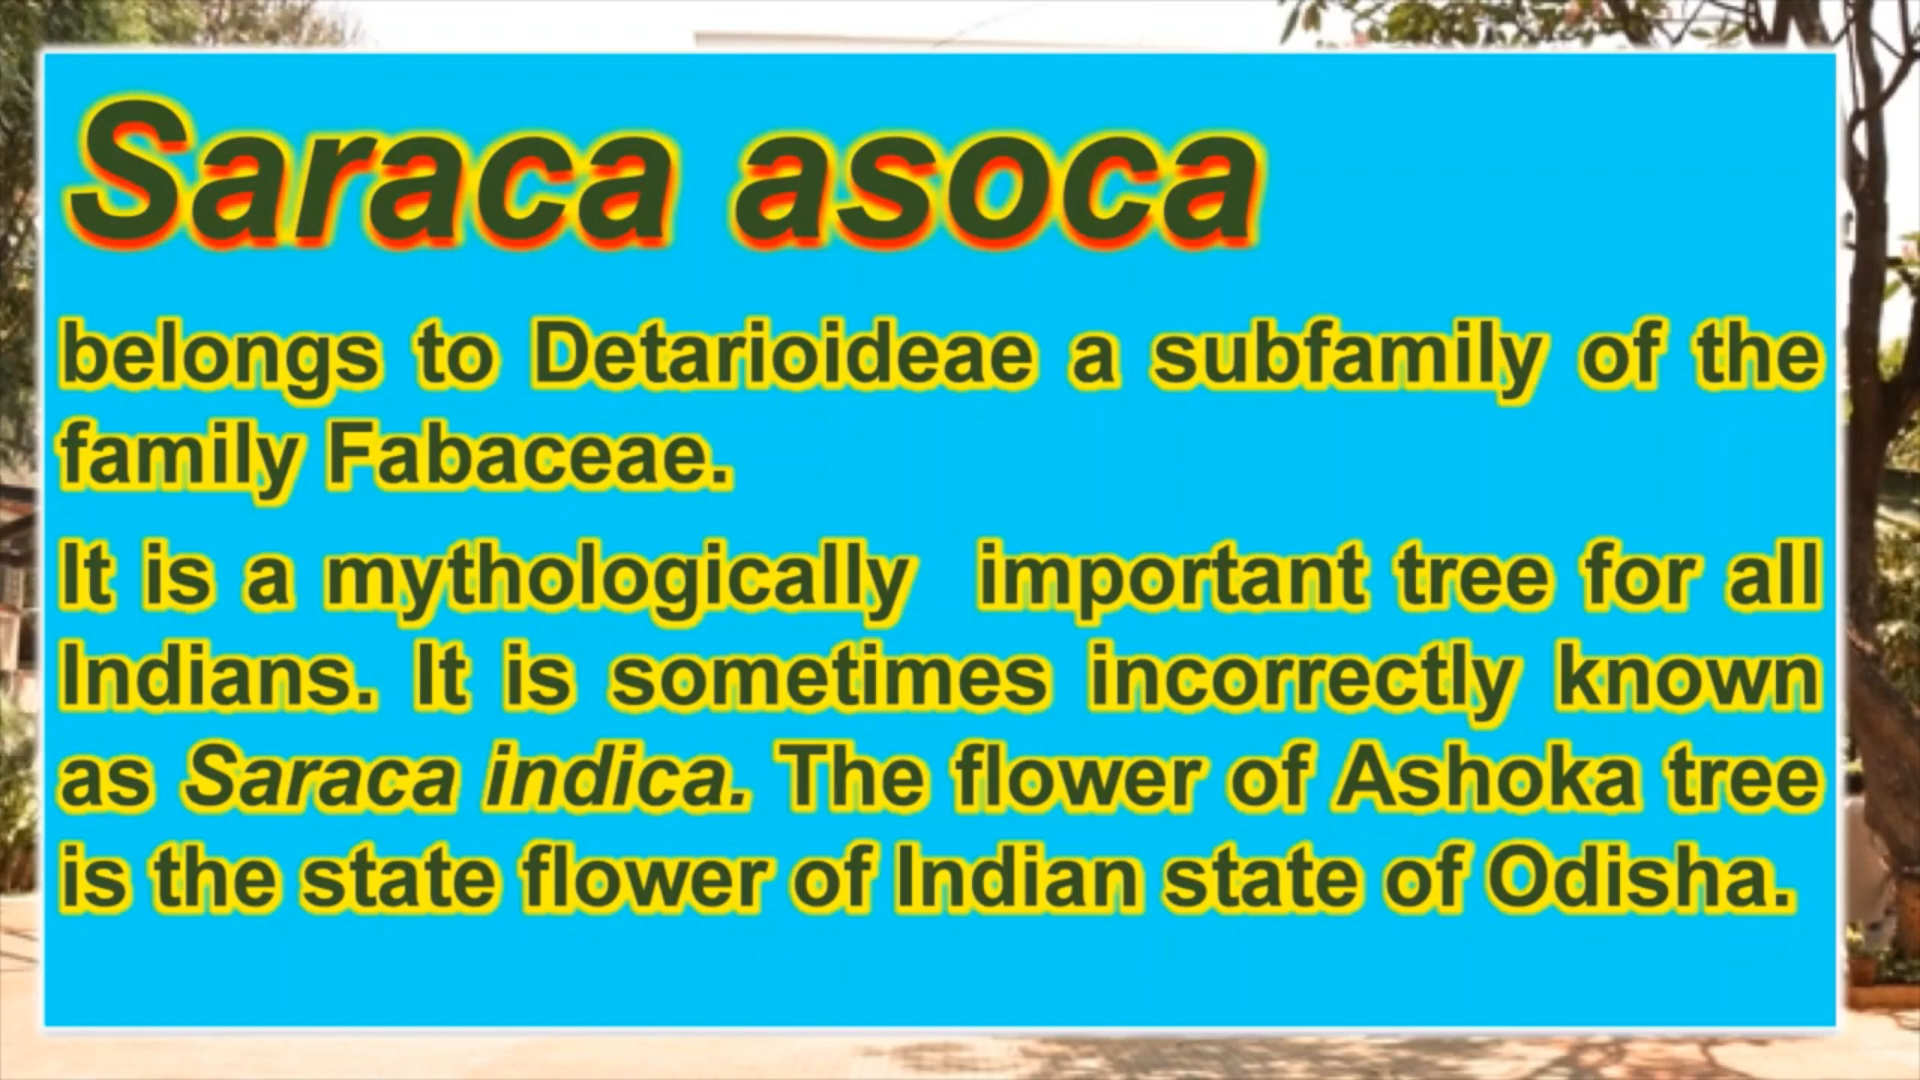 Saraca asoca
belongs to Detarioideae a subfamily of the
family Fabaceae.
It is a mythologically important tree for all
Indians. It is sometimes incorrectly known
as Saraca indica. The flower of Ashoka tree
is the state flower of Indian state of Odisha.